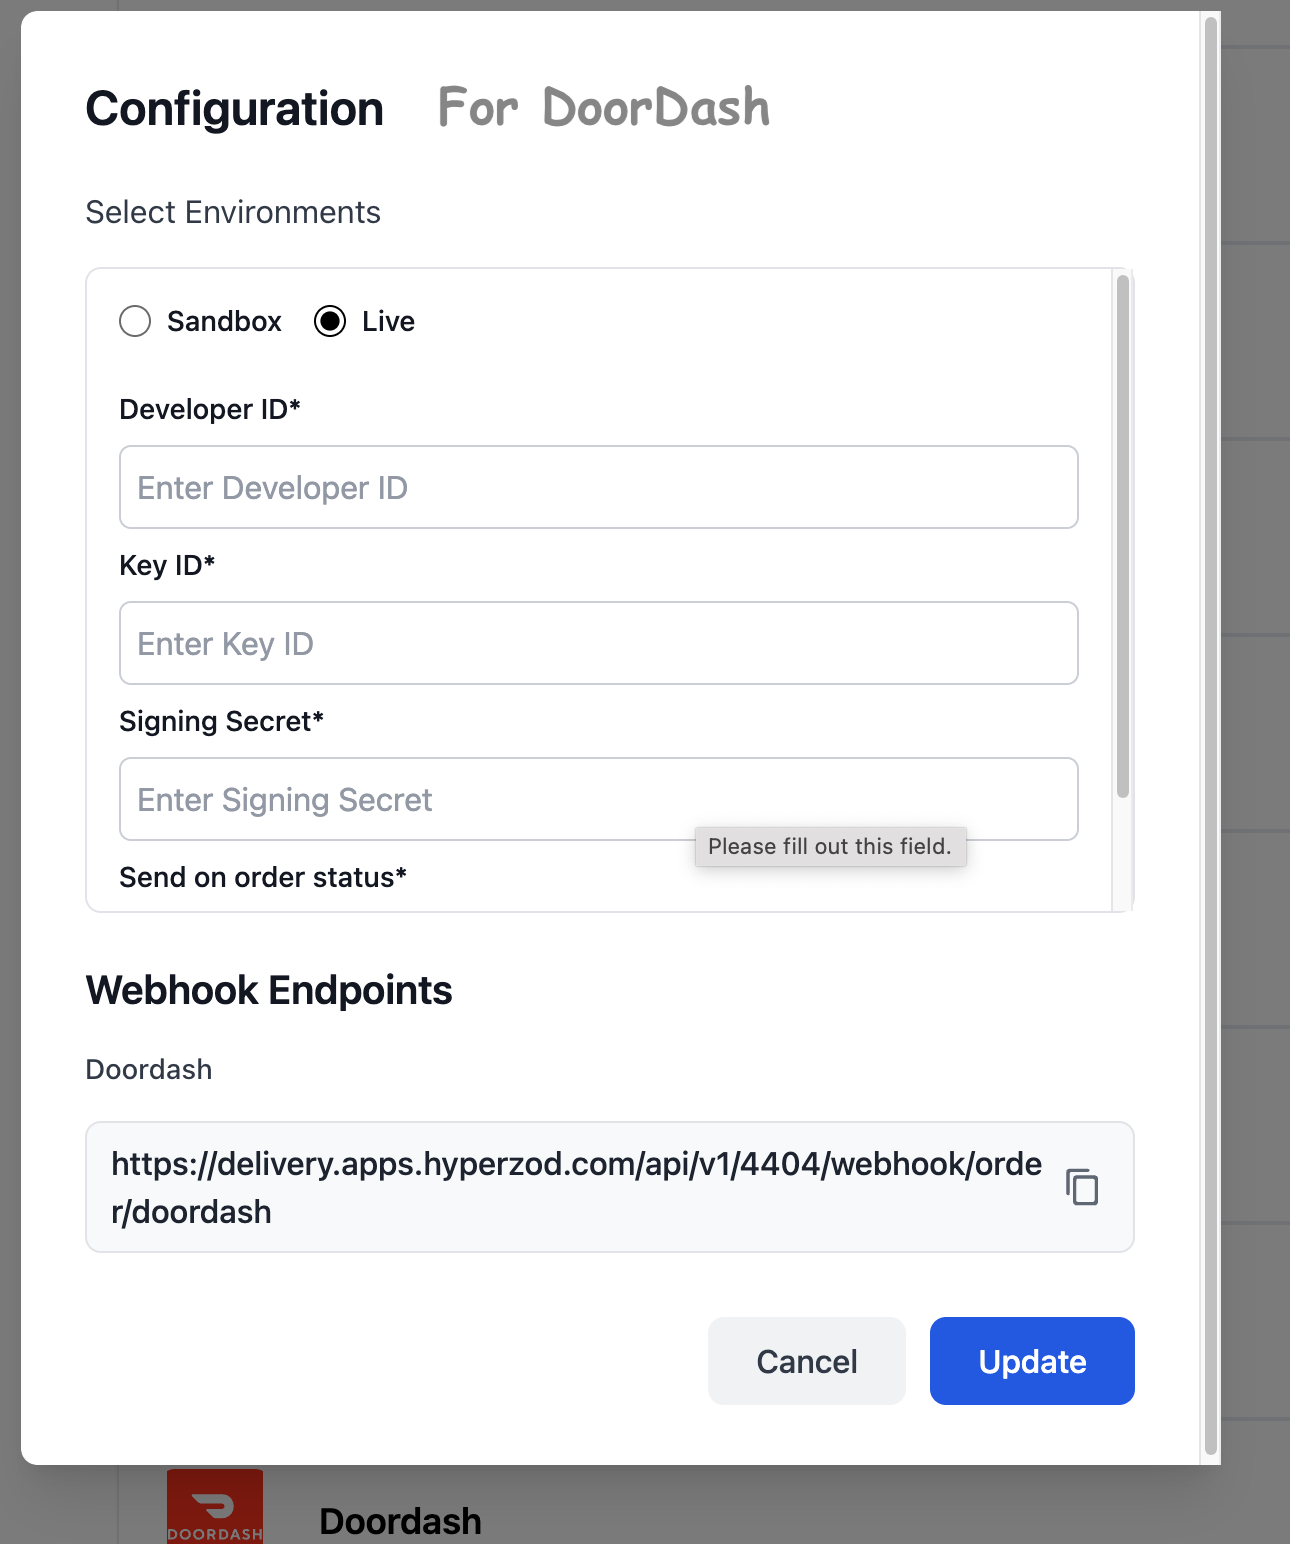 Configuration For DoorDash
Select Environments
Sandbox Live
Developer ID*
Enter Developer ID
Key ID*
Enter Key ID
Signing Secret*
Enter Signing Secret
Please fill out this field.
Send on order status*
Webhook Endpoints
Doordash
https://delivery.apps.hyperzod.com/api/v1/4404/webhook/orde
r/doordash
Cancel Update
DOORDASH
Doordash